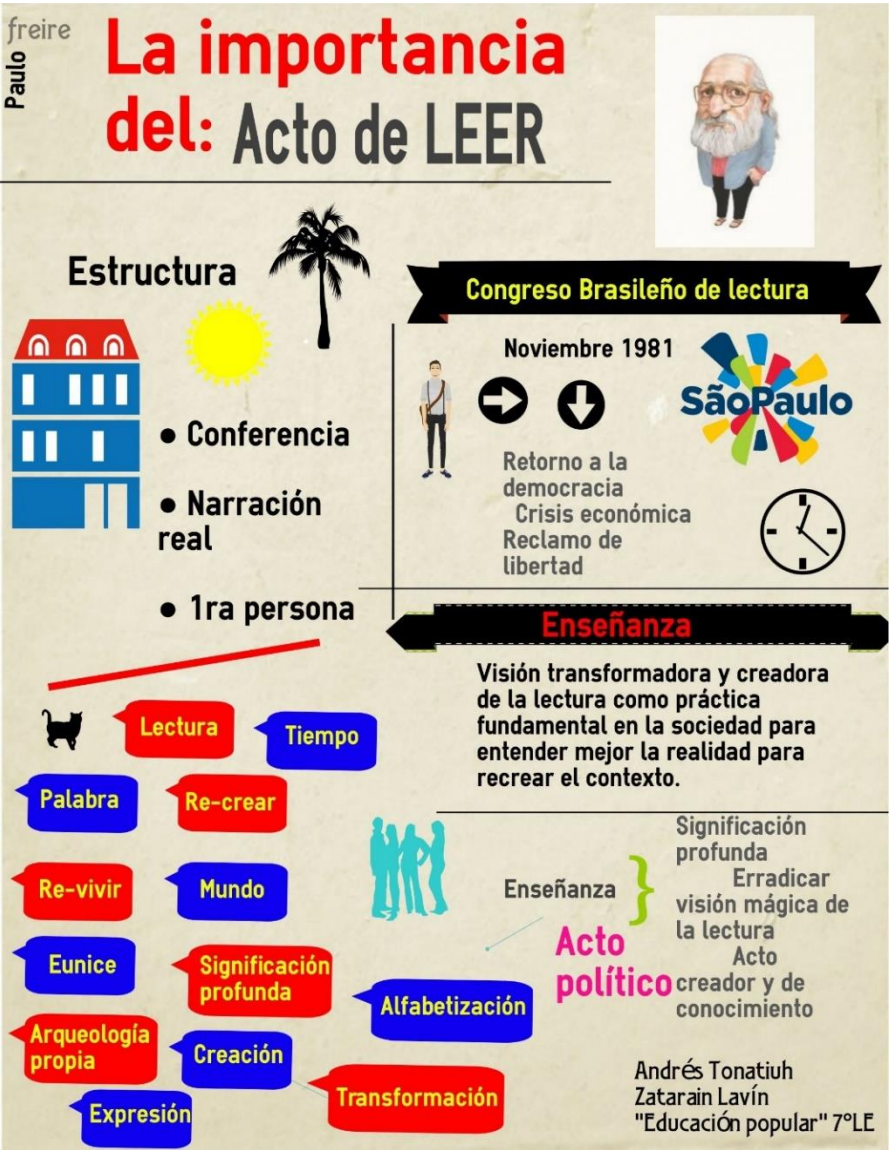 freire
Paulo
La importancia
del: Acto de LEER
Estructura
● Conferencia
● Narración
real
● 1ra persona
Congreso Brasileño de lectura
Noviembre 1981
SãoPaulo
Retorno a la
democracia
Crisis económica
Reclamo de
libertad
Enseñanza
Visión transformadora y creadora
de la lectura como práctica
fundamental en la sociedad para
entender mejor la realidad para
recrear el contexto.
Lectura
Tiempo
Palabra
Re-crear
Re-vivir
Mundo
Eunice
Significación
profunda
Alfabetización
Arqueología
propia
Creación
Transformación
Expresión
Enseñanza
Acto
político
Significación
profunda
Erradicar
visión mágica de
la lectura
Acto
creador y de
conocimiento
Andrés Tonatiuh
Zatarain Lavín
"Educación popular" 7°LE